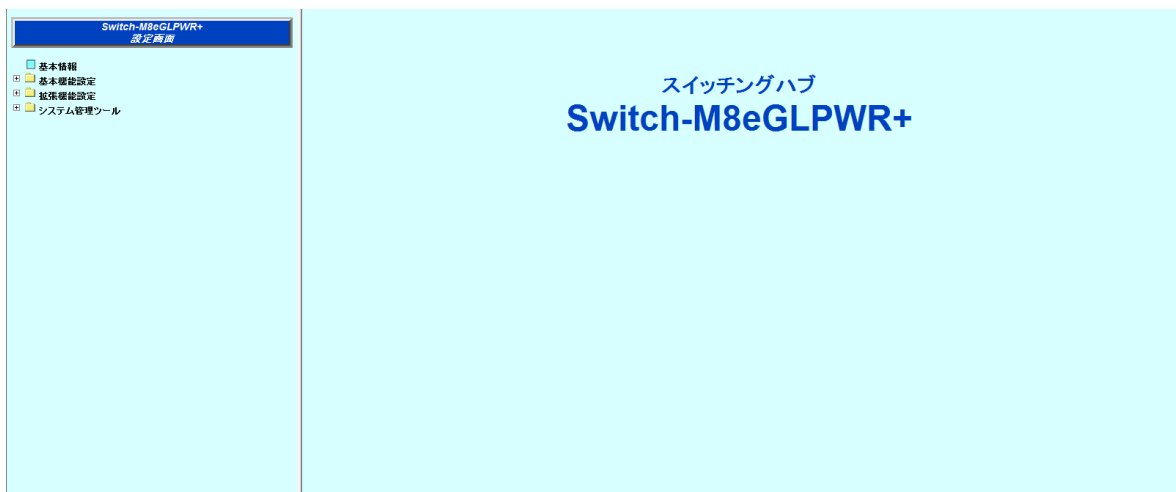 Switch-M8eGLPWR+
設定画面
基本情報
基本機能設定
拡張機能設定
システム管理ツール
スイッチングハブ
Switch-M8eGLPWR+